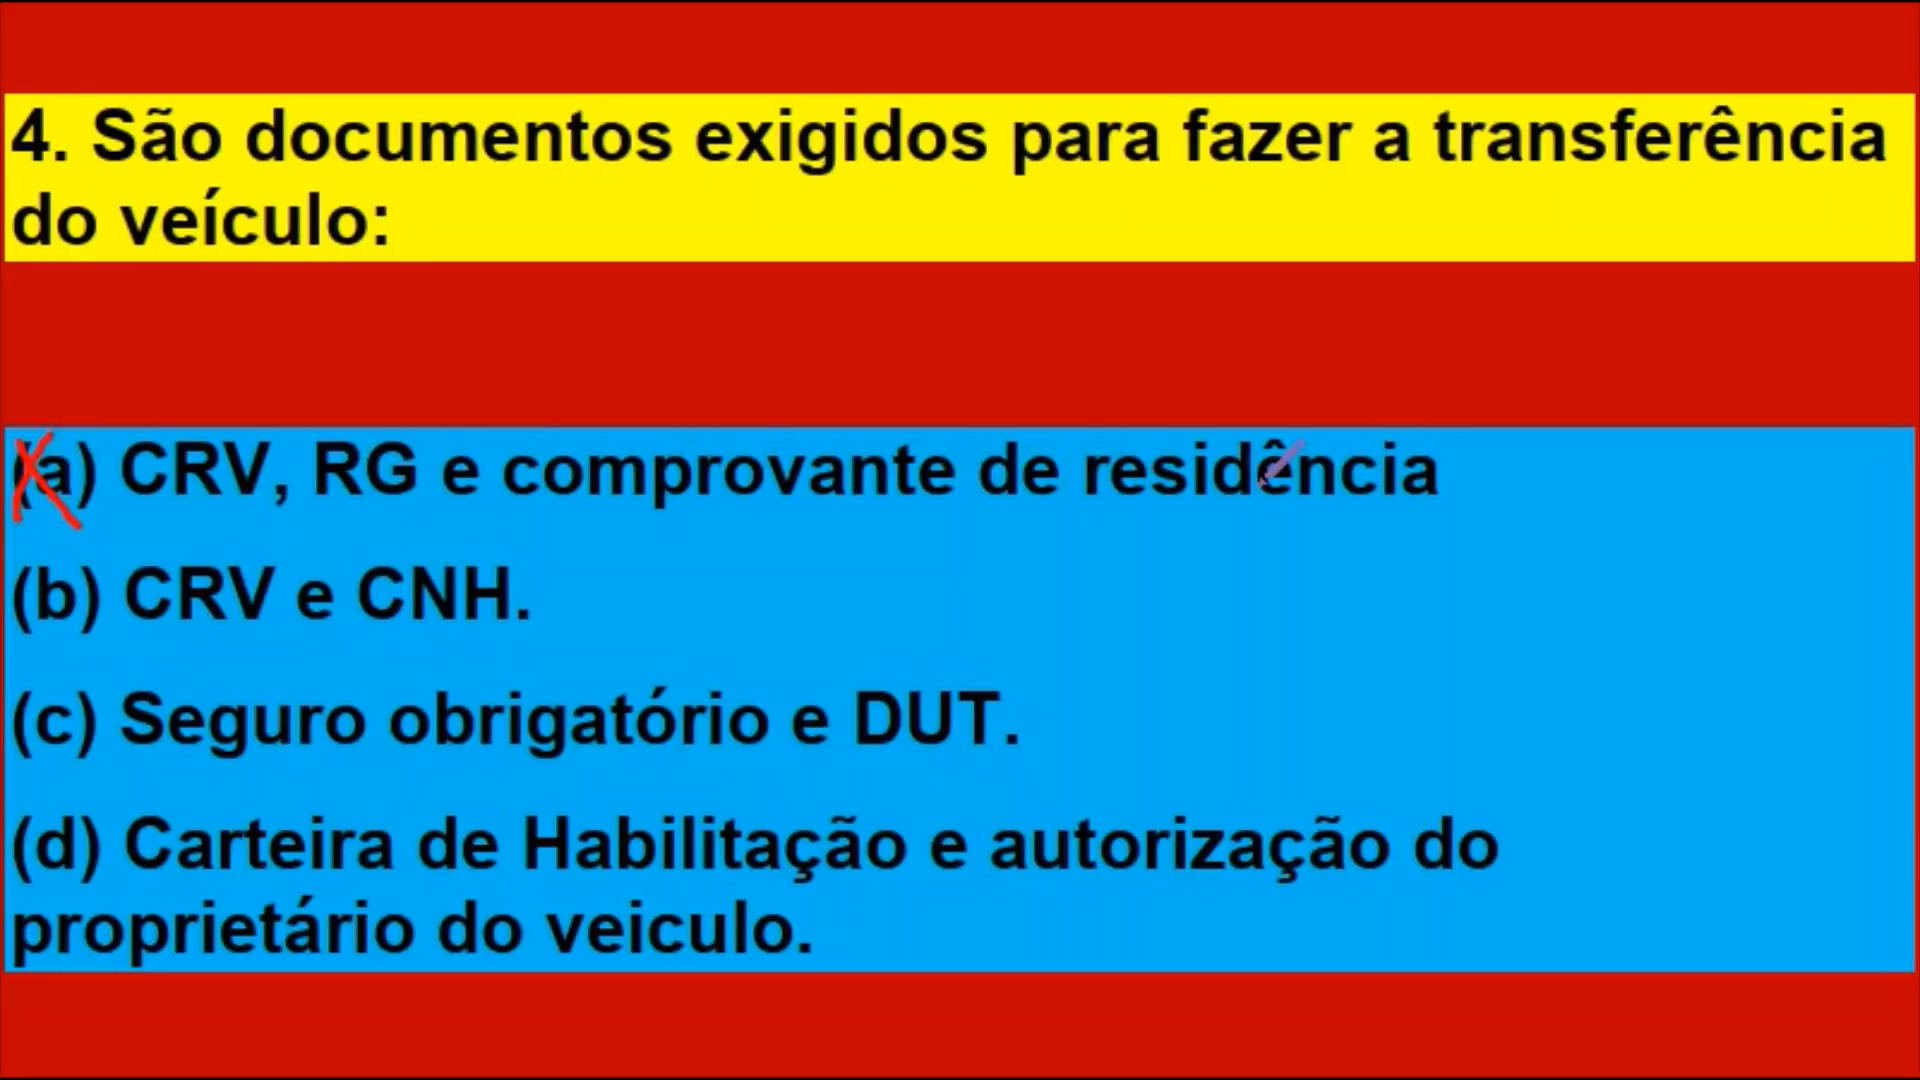 4. São documentos exigidos para fazer a transferência
do veículo:
(a) CRV, RG e comprovante de residência
(b) CRV e CNH.
(c) Seguro obrigatório e DUT.
(d) Carteira de Habilitação e autorização do
proprietário do veiculo.